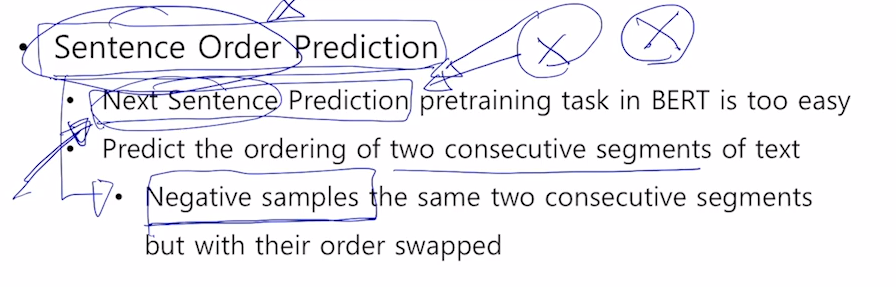 • Sentence Order Prediction
• Next Sentence Prediction pretraining task in BERT is too easy
• Predict the ordering of two consecutive segments of text
• Negative samples the same two consecutive segments
but with their order swapped